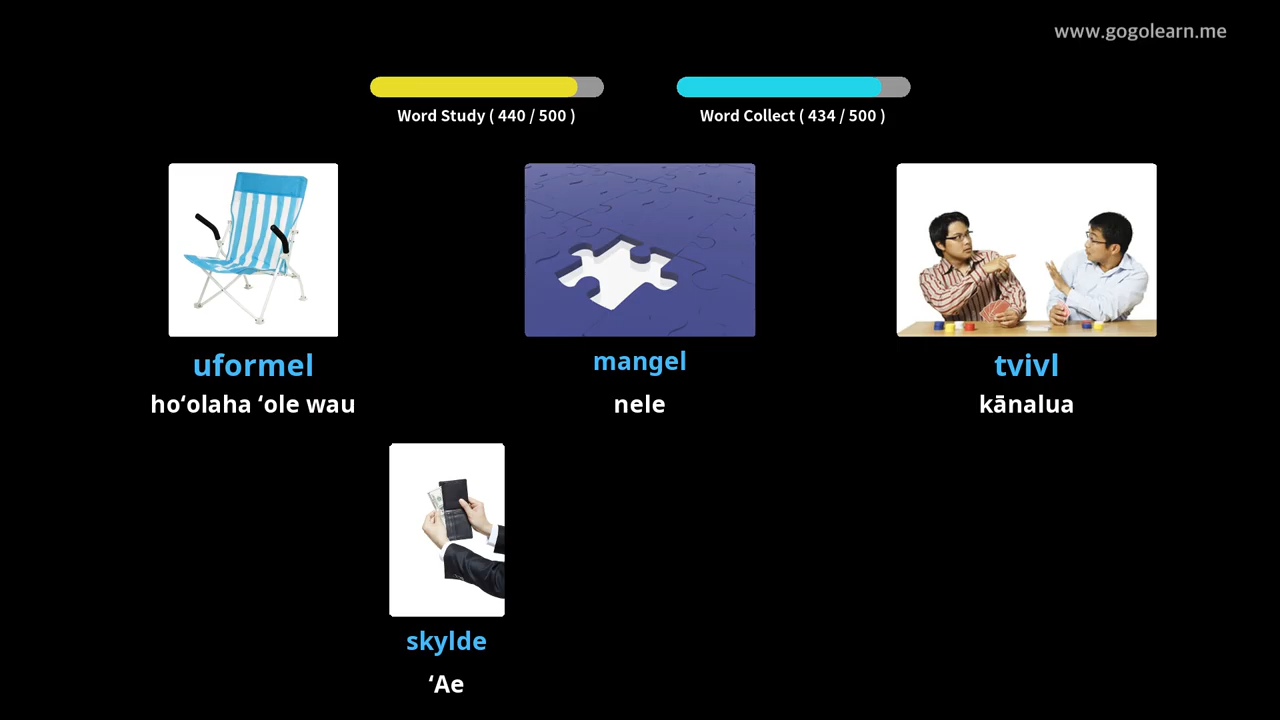 www.gogolearn.me
Word Study ( 440 / 500 )
Word Collect ( 434 / 500 )
uformel
hoʻolaha ʻole wau
mangel
nele
tvivl
kānalua
skylde
ʻAe